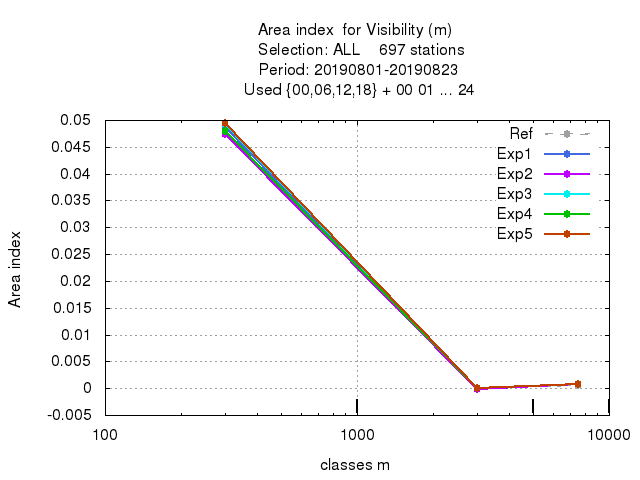 Area index  for Visibility (m)
Selection: ALL    697 stations
Period: 20190801-20190823
Used {00,06,12,18} + 00 01 ... 24
0.05
0.045
0.04
0.035
0.03
0.025
0.02
0.015
0.01
0.005
0
-0.005
Area index
Ref
Exp1
Exp2
Exp3
Exp4
Exp5
100
1000
10000
classes m